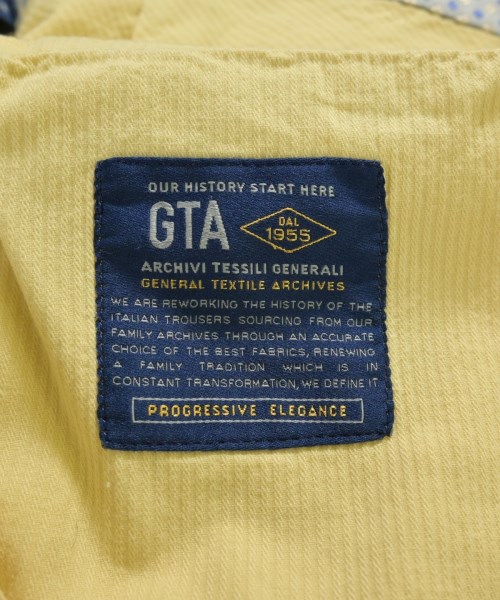 OUR HISTORY START HERE
GTA
DAL
1955
ARCHIVI TESSILI GENERALI
GENERAL TEXTILE ARCHIVES
WE ARE REWORKING THE HISTORY OF THE
ITALIAN TROUSERS SOURCING FROM OUR
FAMILY ARCHIVES THROUGH AN ACCURATE
CHOICE OF THE BEST FABRICS, RENEWING
A FAMILY TRADITION WHICH IS IN
CONSTANT TRANSFORMATION, WE DEFINE IT
PROGRESSIVE ELEGANCE